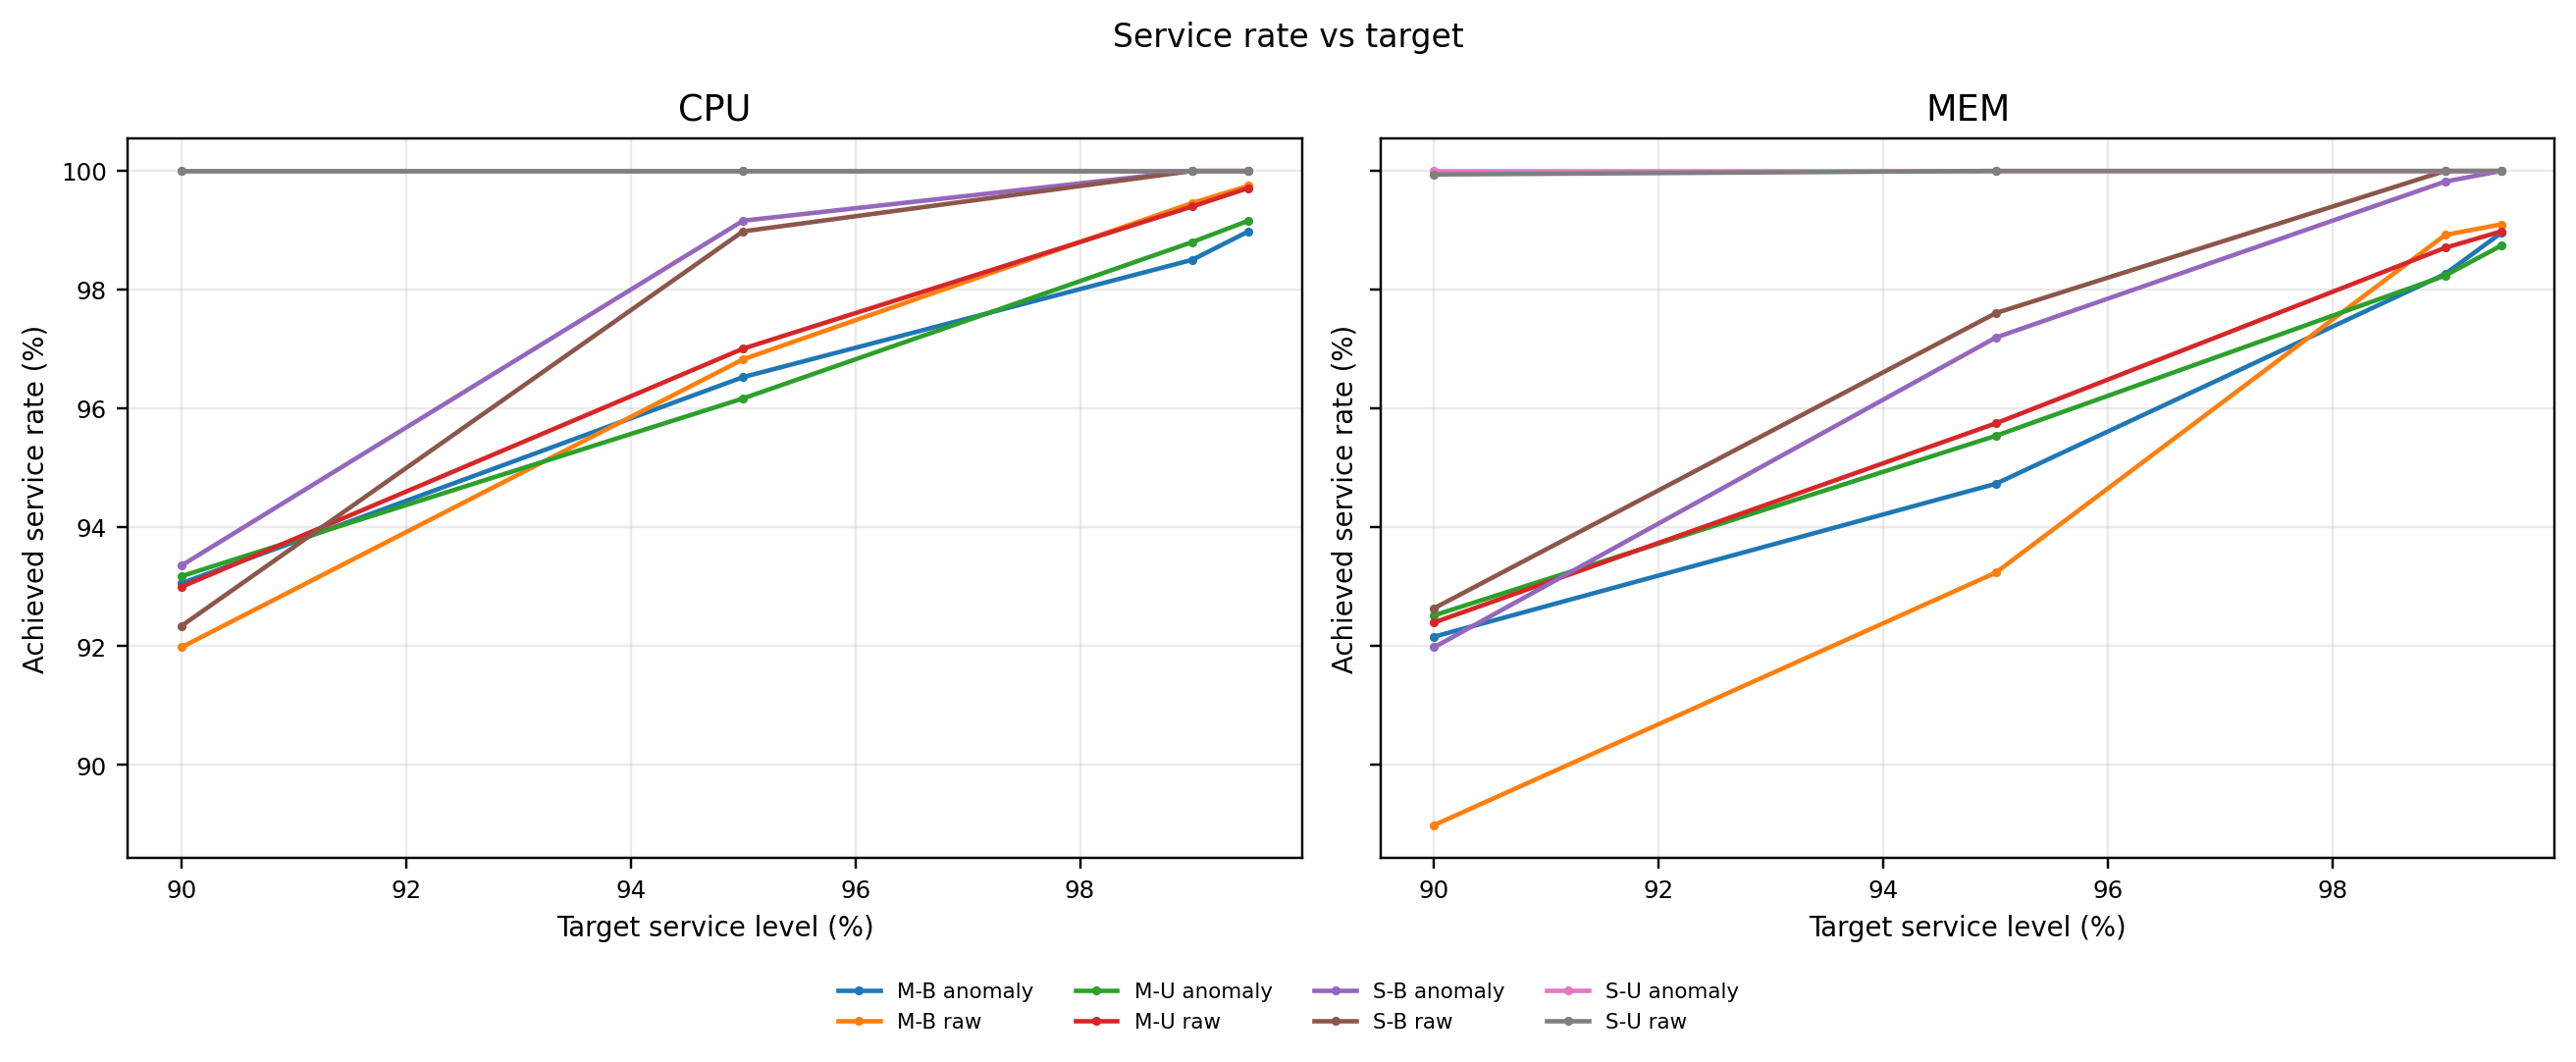 Service rate vs target
CPU
MEM
Achieved service rate (%)
100
98
96
94
92
90
90 92 94 96 98
Target service level (%)
Achieved service rate (%)
90 92 94 96 98
Target service level (%)
M-B anomaly M-U anomaly S-B anomaly S-U anomaly
M-B raw M-U raw S-B raw S-U raw